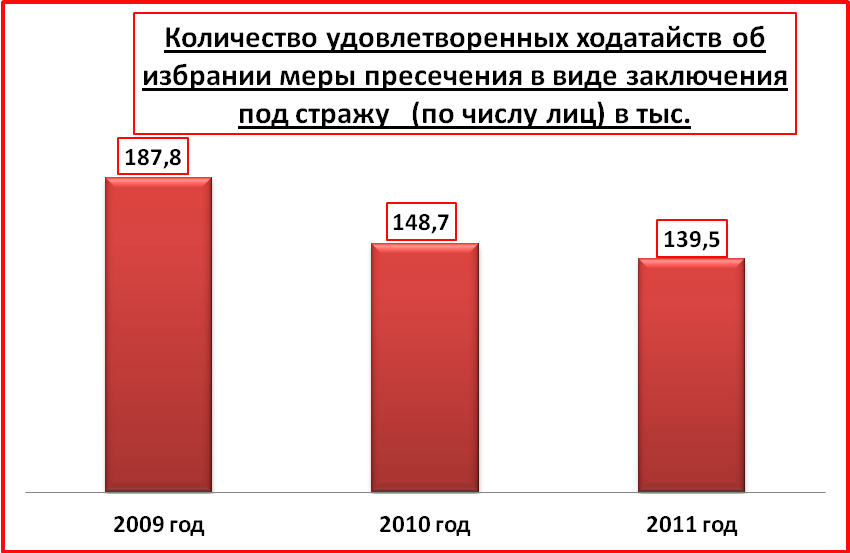 Количество удовлетворенных ходатайств об
избрании меры пресечения в виде заключения
под стражу (по числу лиц) в тыс.
187,8
148,7
139,5
2009 год
2010 год
2011 год